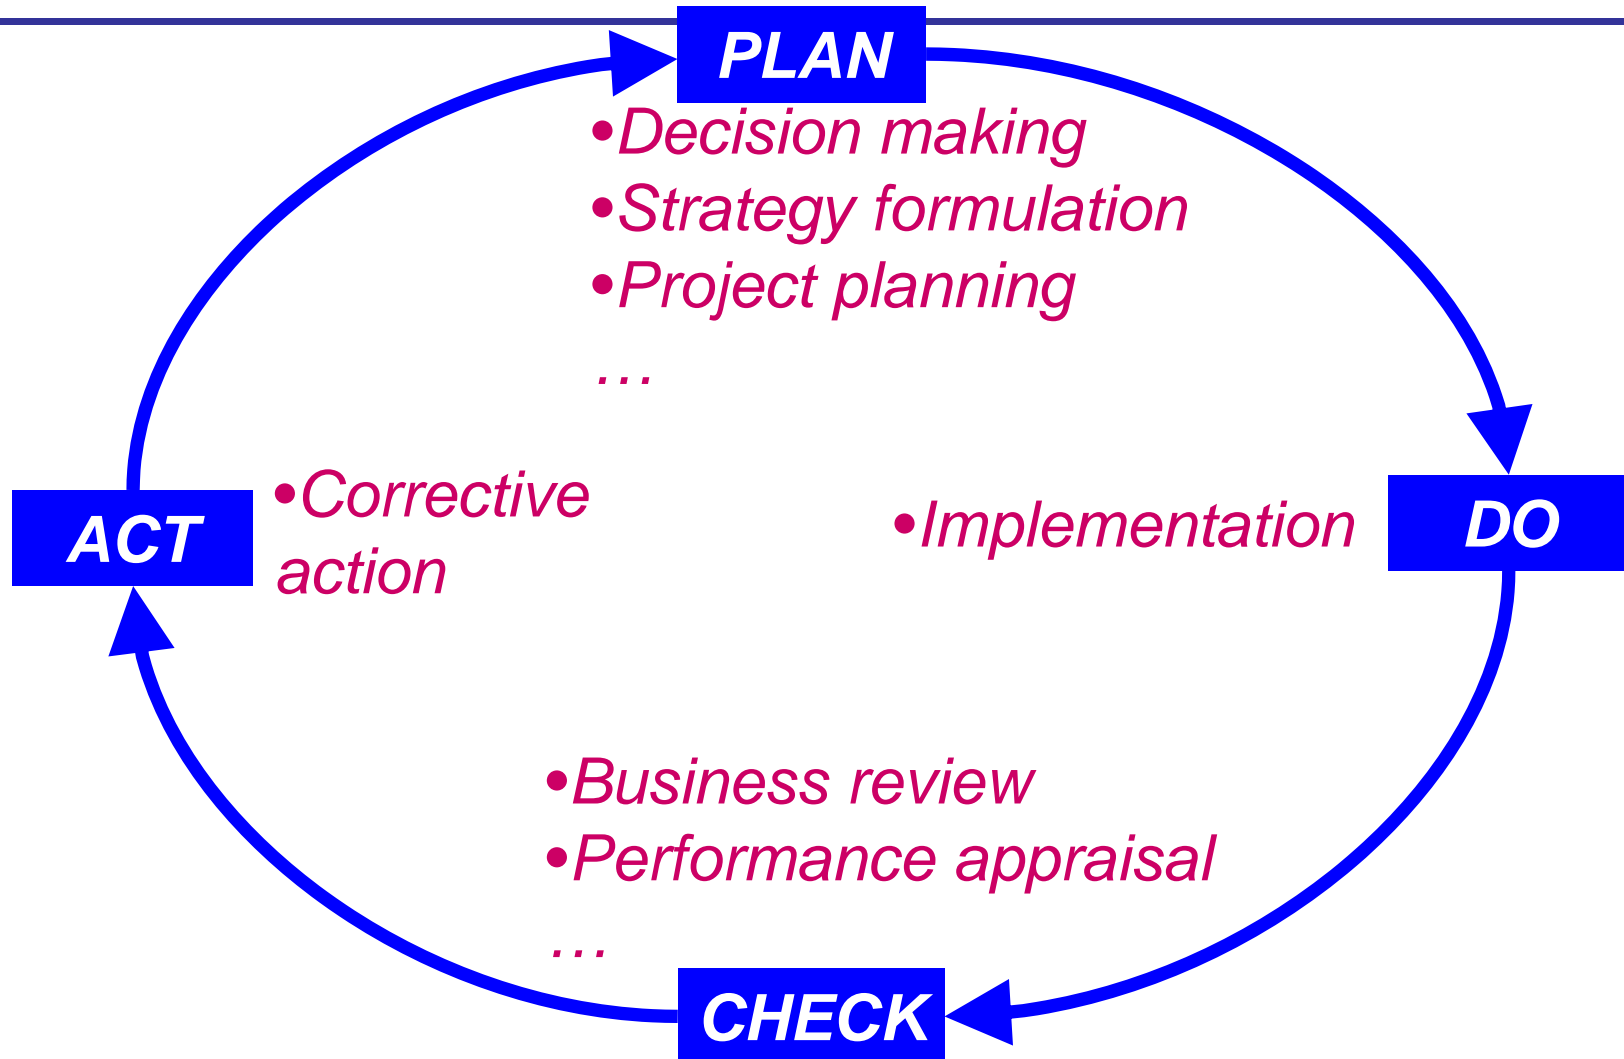 PLAN
•Decision making
•Strategy formulation
•Project planning
…
•Corrective
action
ACT
•Implementation
DO
•Business review
•Performance appraisal
…
CHECK